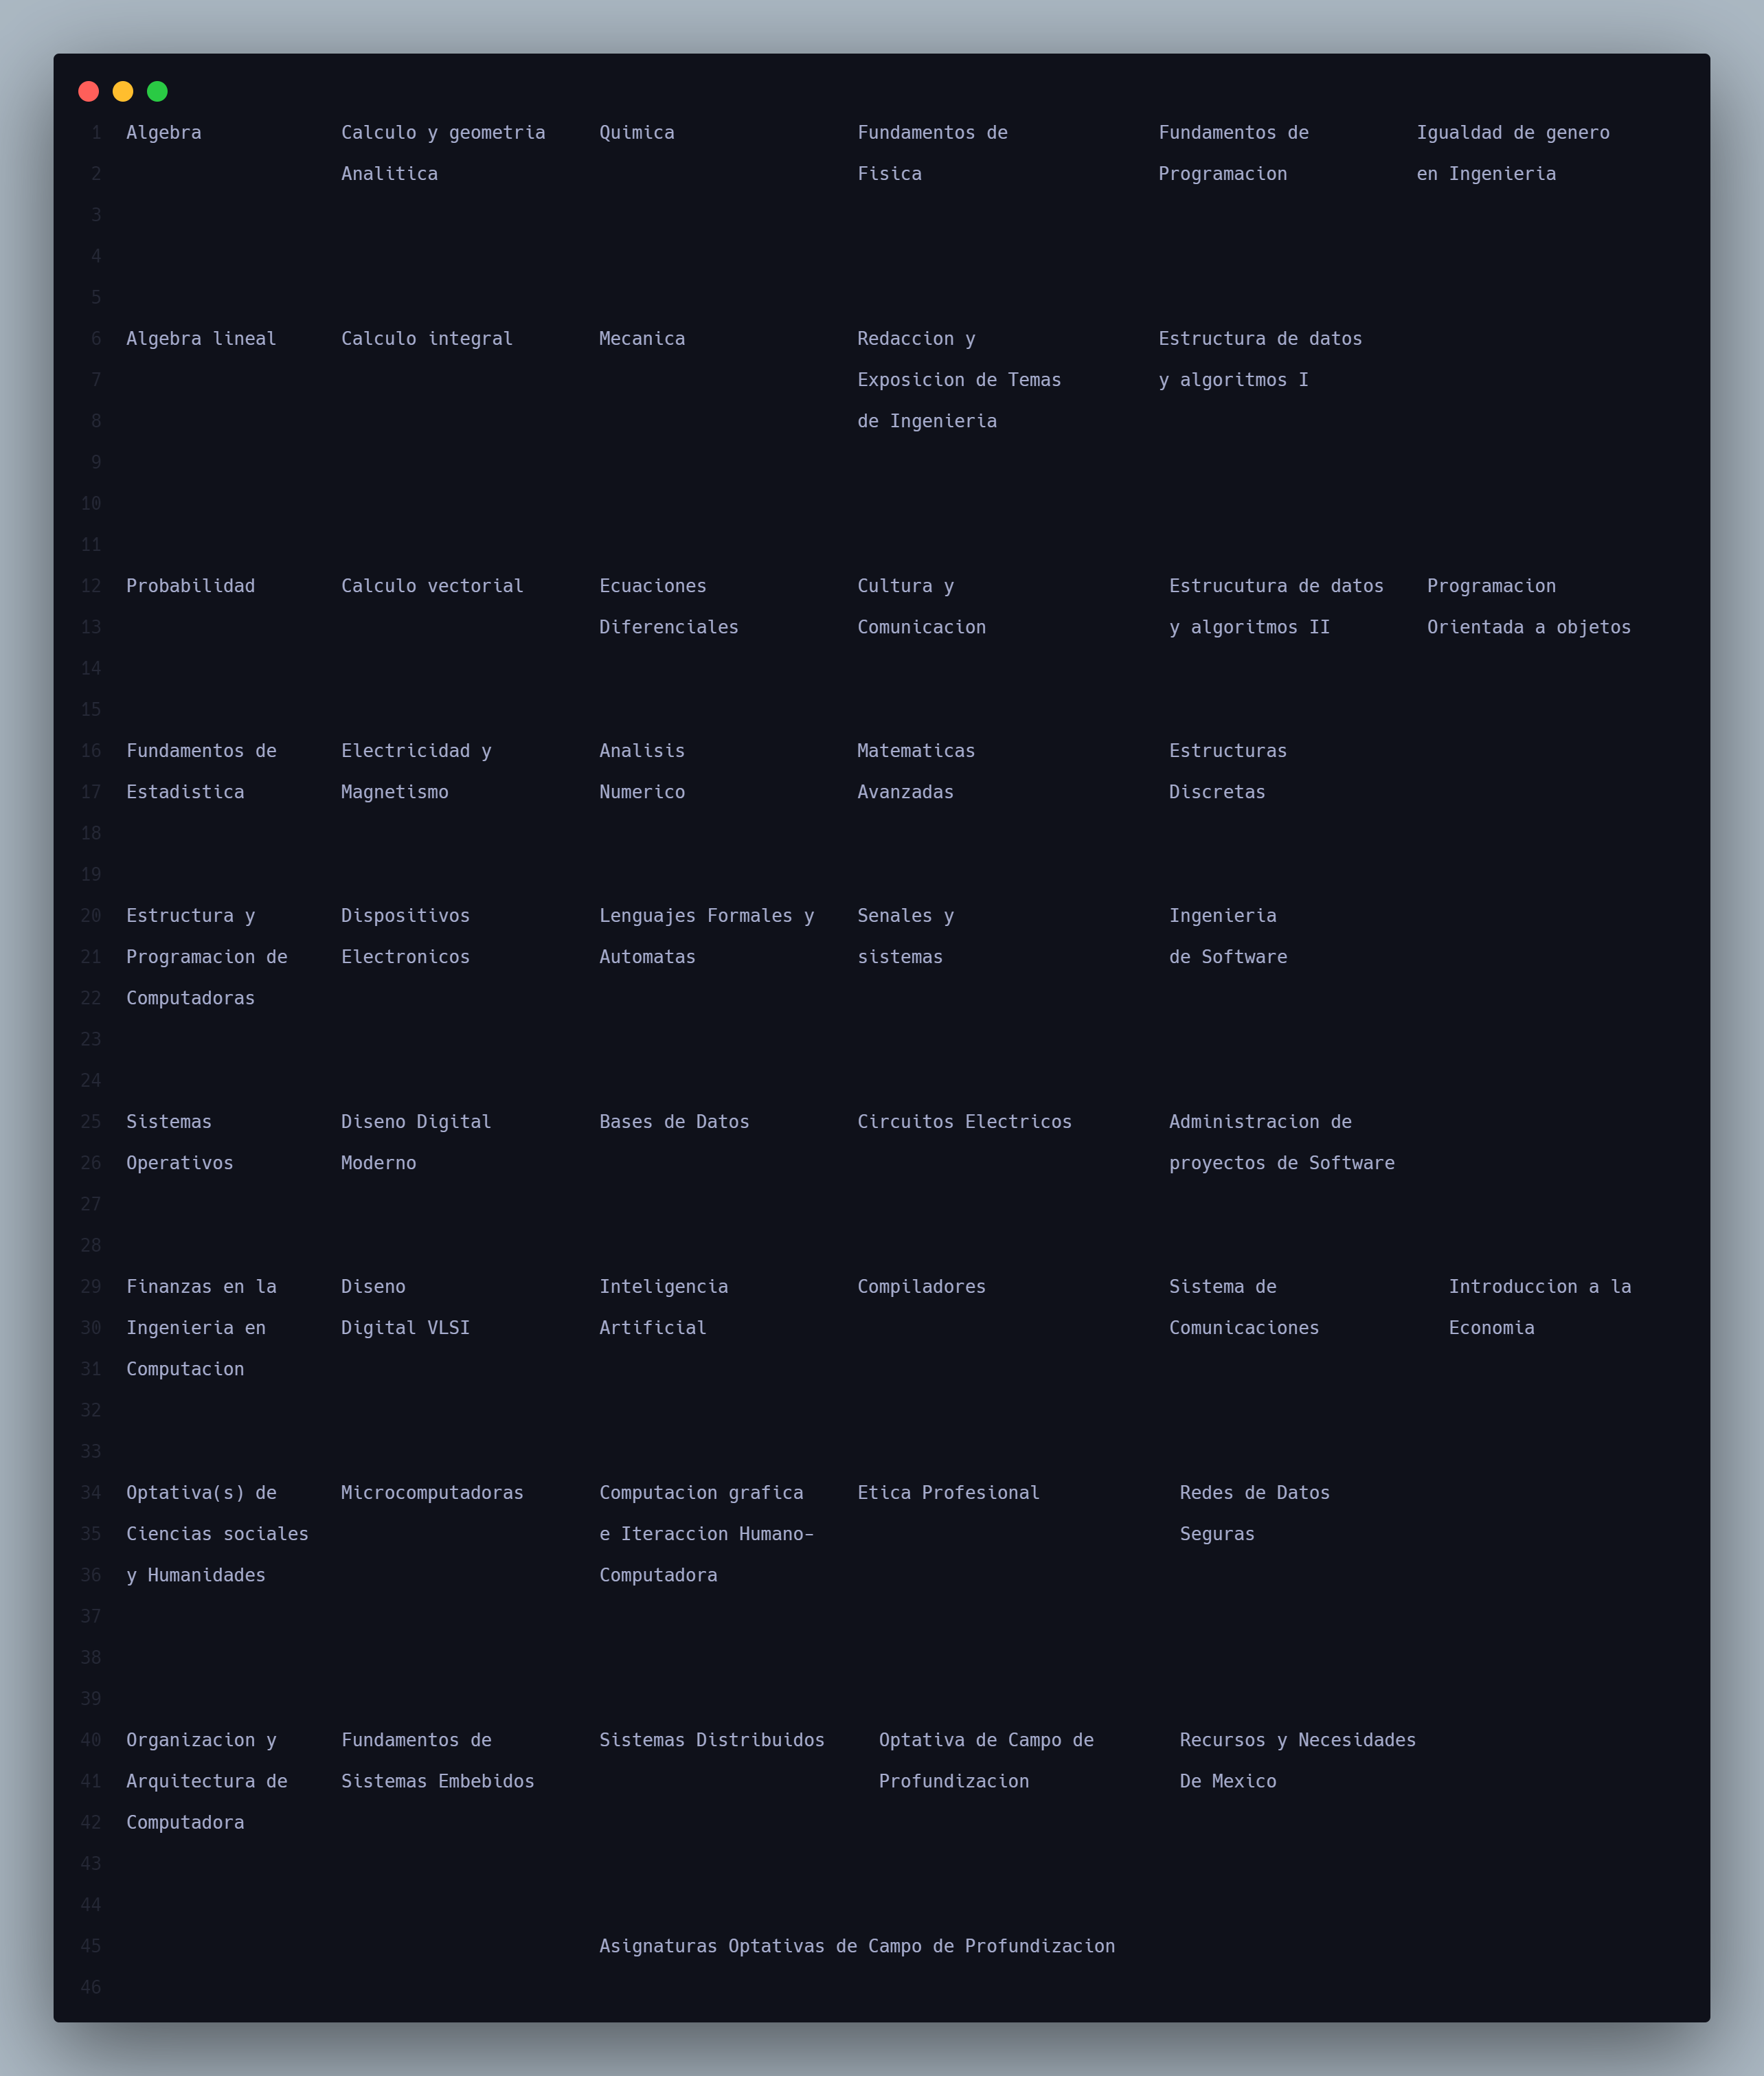 1 Algebra Calculo y geometria Quimica Fundamentos de Fundamentos de Igualdad de genero
2 Analitica Fisica Programacion en Ingenieria
3
4
5
6 Algebra lineal Calculo integral Mecanica Redaccion y Estructura de datos
7 Exposicion de Temas y algoritmos I
8 de Ingenieria
9
10
11
12 Probabilidad Calculo vectorial Ecuaciones Cultura y Estrucutura de datos Programacion
13 Diferenciales Comunicacion y algoritmos II Orientada a objetos
14
15
16 Fundamentos de Electricidad y Analisis Matematicas Estructuras
17 Estadistica Magnetismo Numerico Avanzadas Discretas
18
19
20 Estructura y Dispositivos Lenguajes Formales y Senales y Ingenieria
21 Programacion de Electronicos Automatas sistemas de Software
22 Computadoras
23
24
25 Sistemas Diseno Digital Bases de Datos Circuitos Electricos Administracion de
26 Operativos Moderno proyectos de Software
27
28
29 Finanzas en la Diseno Inteligencia Compiladores Sistema de Introduccion a la
30 Ingenieria en Digital VLSI Artificial Comunicaciones Economia
31 Computacion
32
33
34 Optativa(s) de Microcomputadoras Computacion grafica Etica Profesional Redes de Datos
35 Ciencias sociales e Iteraccion Humano- Seguras
36 y Humanidades Computadora
37
38
39
40 Organizacion y Fundamentos de Sistemas Distribuidos Optativa de Campo de Recursos y Necesidades
41 Arquitectura de Sistemas Embebidos Profundizacion De Mexico
42 Computadora
43
44
45 Asignaturas Optativas de Campo de Profundizacion
46